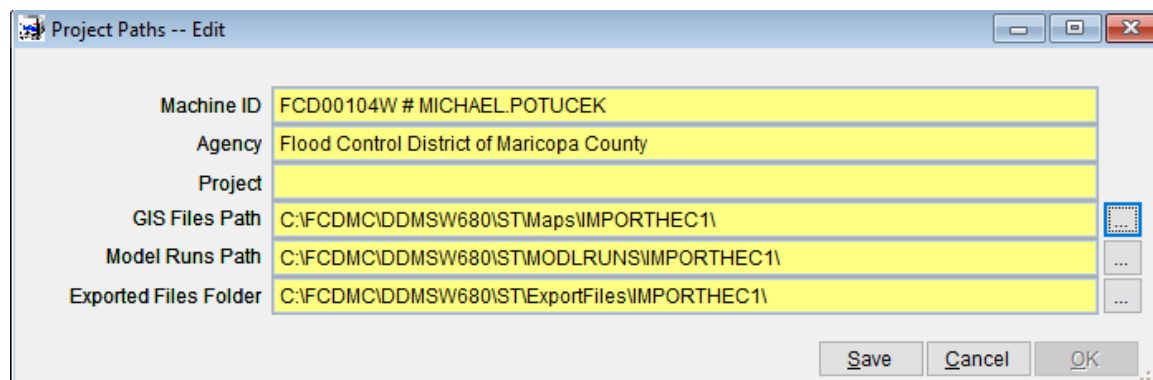 Project Paths -- Edit
Machine ID FCD00104W # MICHAEL.POTUCEK
Agency Flood Control District of Maricopa County
Project
GIS Files Path C:\FCDMC\DDMSW680\ST\Maps\IMPORTHEC1\ ...
Model Runs Path C:\FCDMC\DDMSW680\ST\MODLRUNS\IMPORTHEC1\ ...
Exported Files Folder C:\FCDMC\DDMSW680\ST\ExportFiles\IMPORTHEC1\ ...
Save Cancel OK